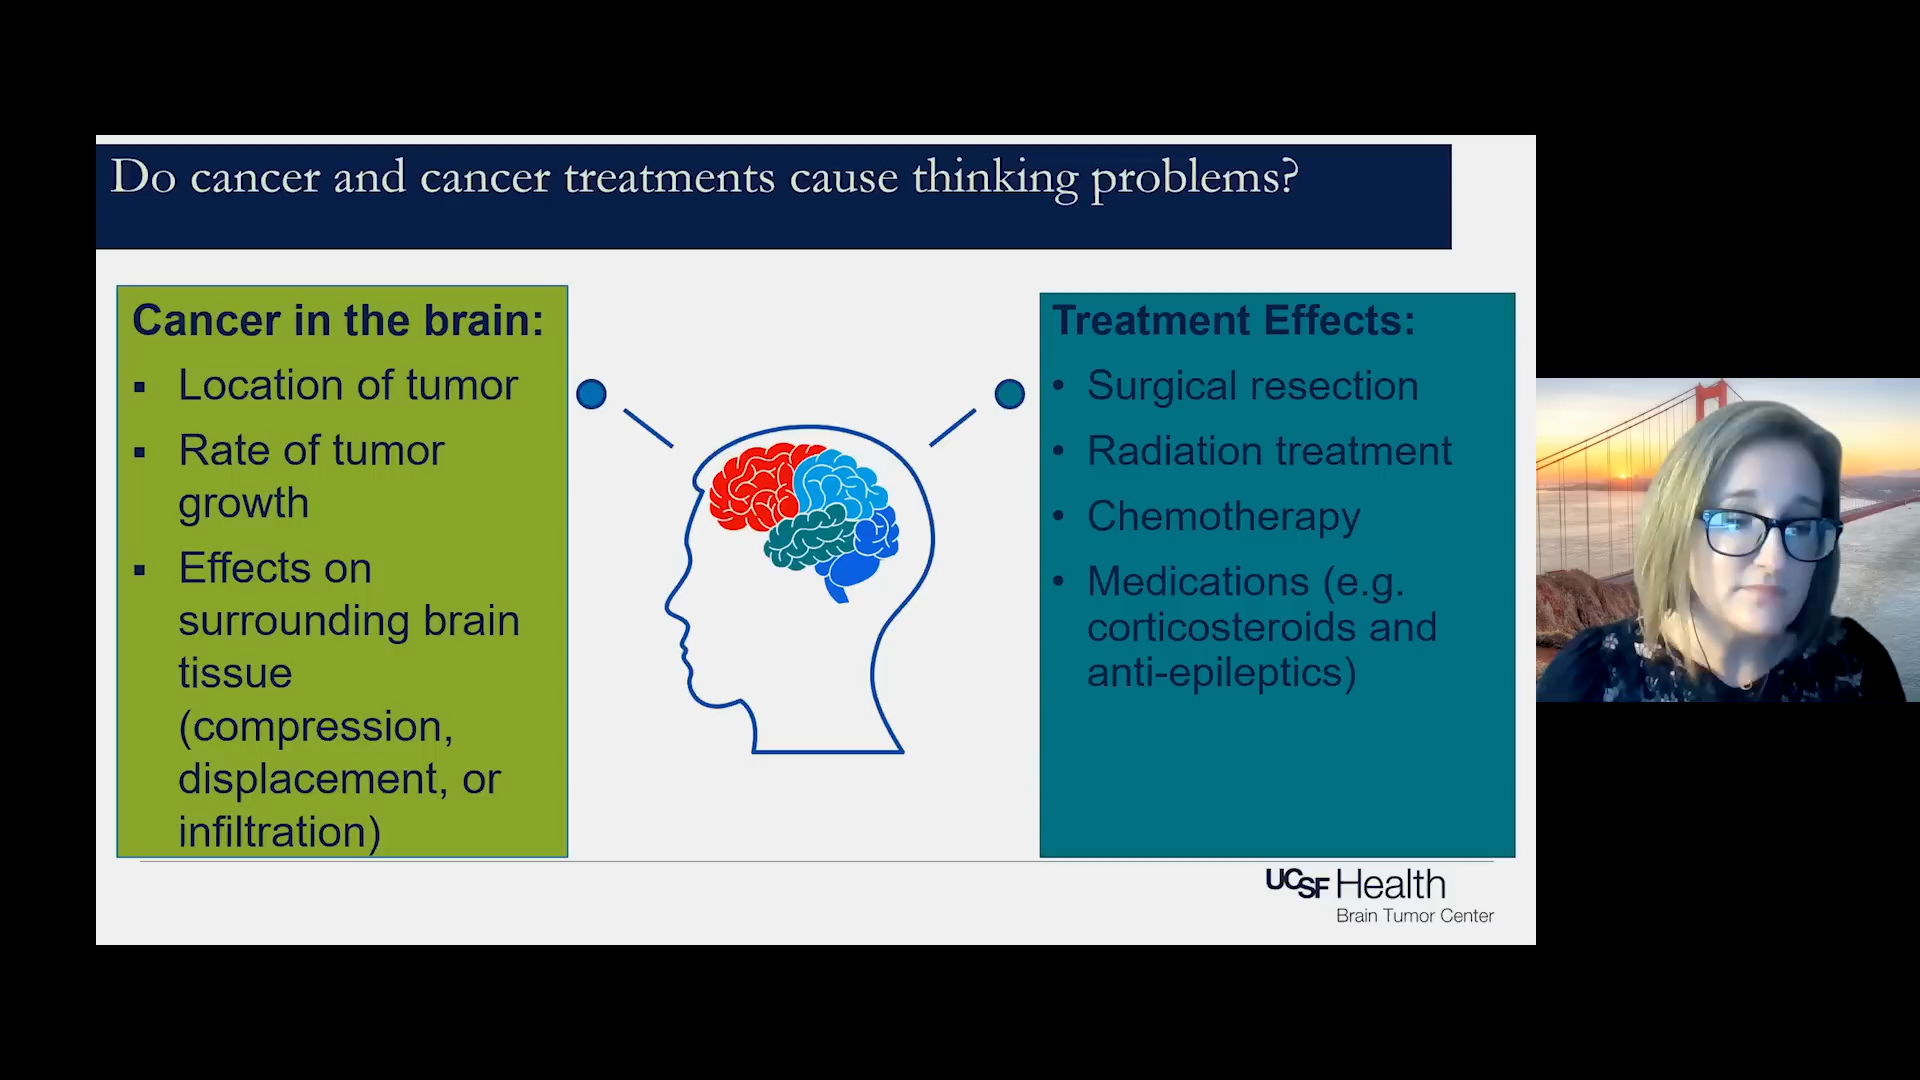 Do cancer and cancer treatments cause thinking problems?
Cancer in the brain:
▪ Location of tumor
▪ Rate of tumor
growth
▪ Effects on
surrounding brain
tissue
(compression,
displacement, or
infiltration)
Treatment Effects:
• Surgical resection
• Radiation treatment
• Chemotherapy
• Medications (e.g.
corticosteroids and
anti-epileptics)
UCSF Health
Brain Tumor Center